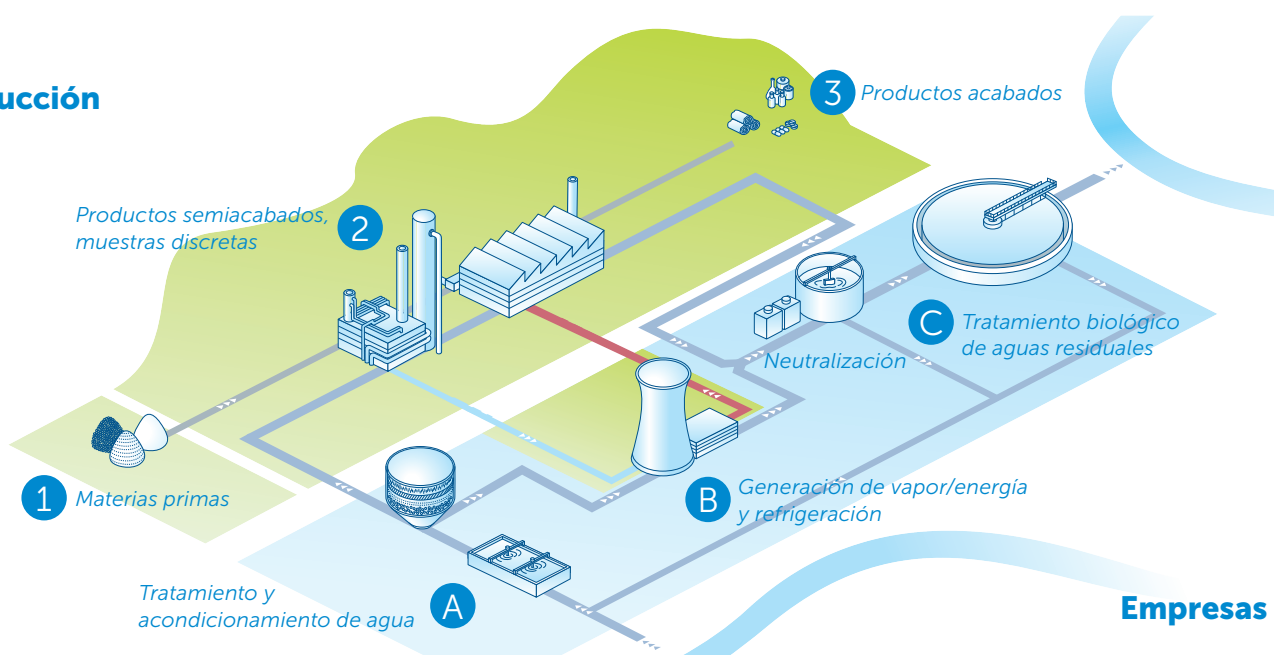 ucción
3 Productos acabados
Productos semiacabados,
muestras discretas
2
C Tratamiento biológico
de aguas residuales
Neutralización
1 Materias primas
B Generación de vapor/energía
y refrigeración
Tratamiento y
acondicionamiento de agua
A
Empresas